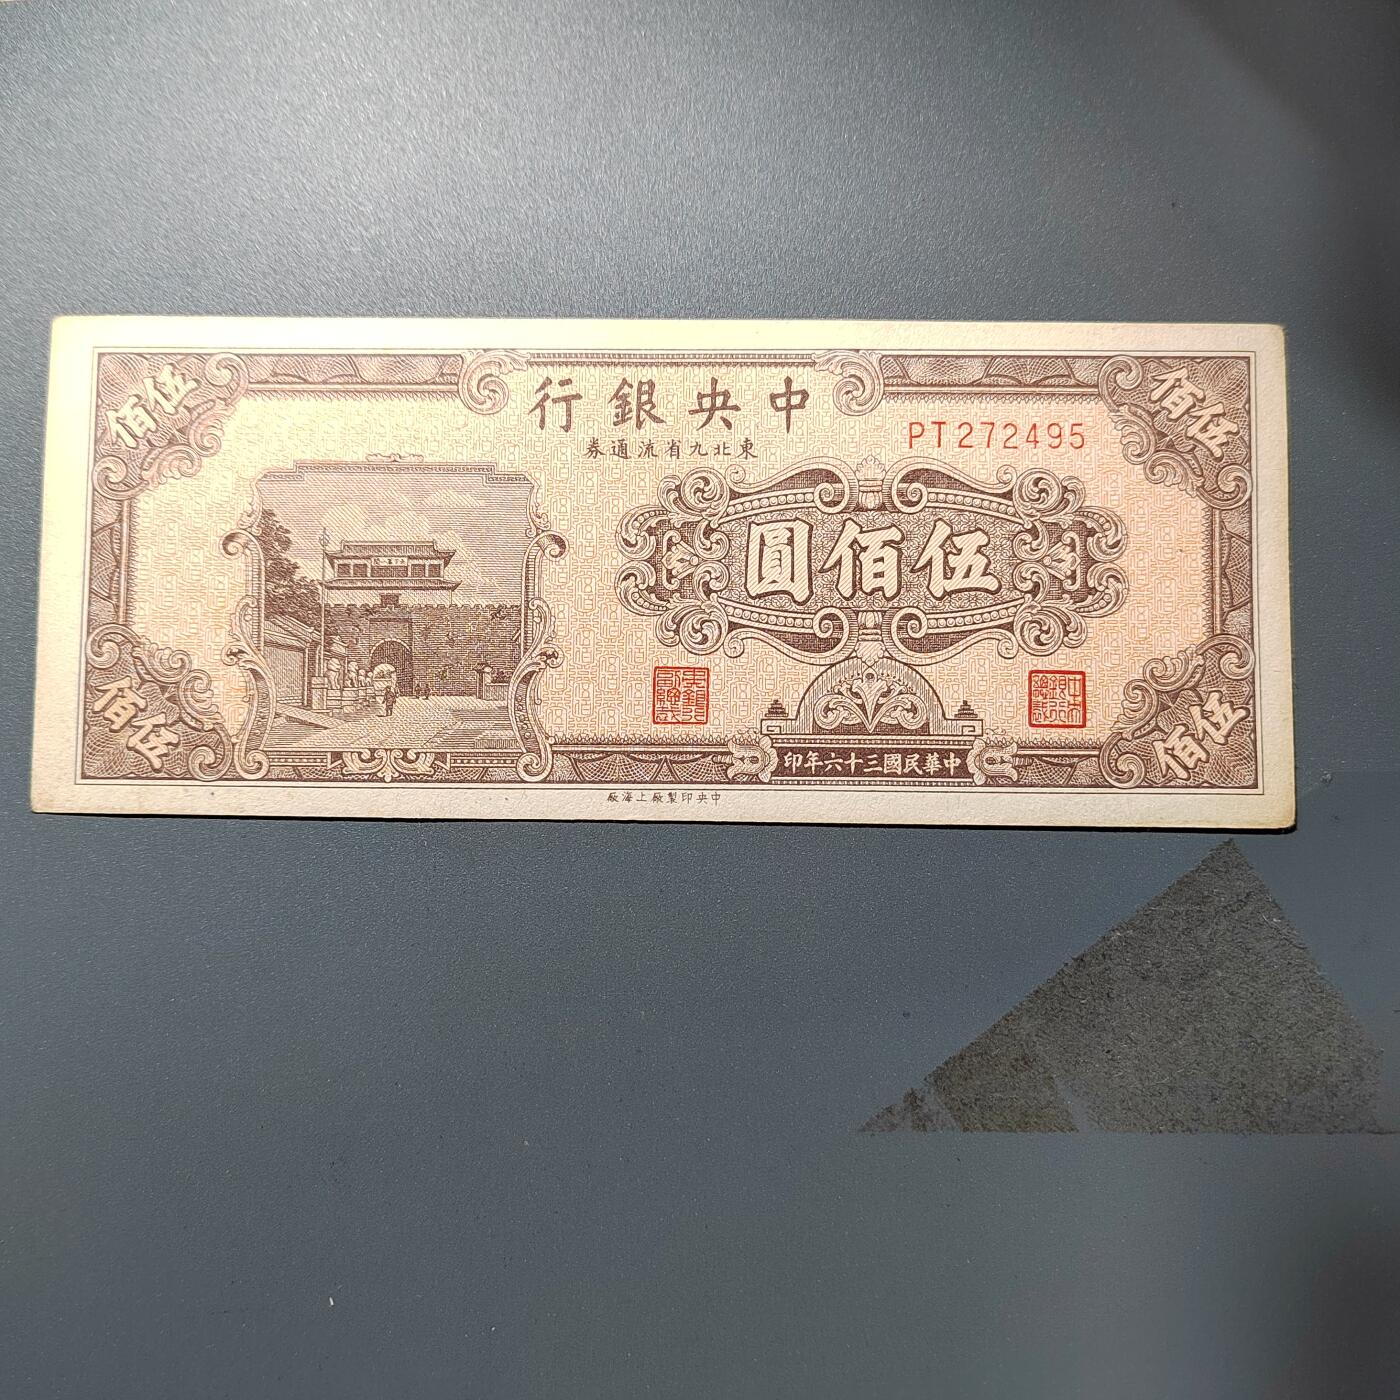 中央銀行
東北九省流通券
PT272495
伍佰圓
伍佰
佰伍
伍佰
伍佰
中華民國三十六年印
中央印製廠上海廠